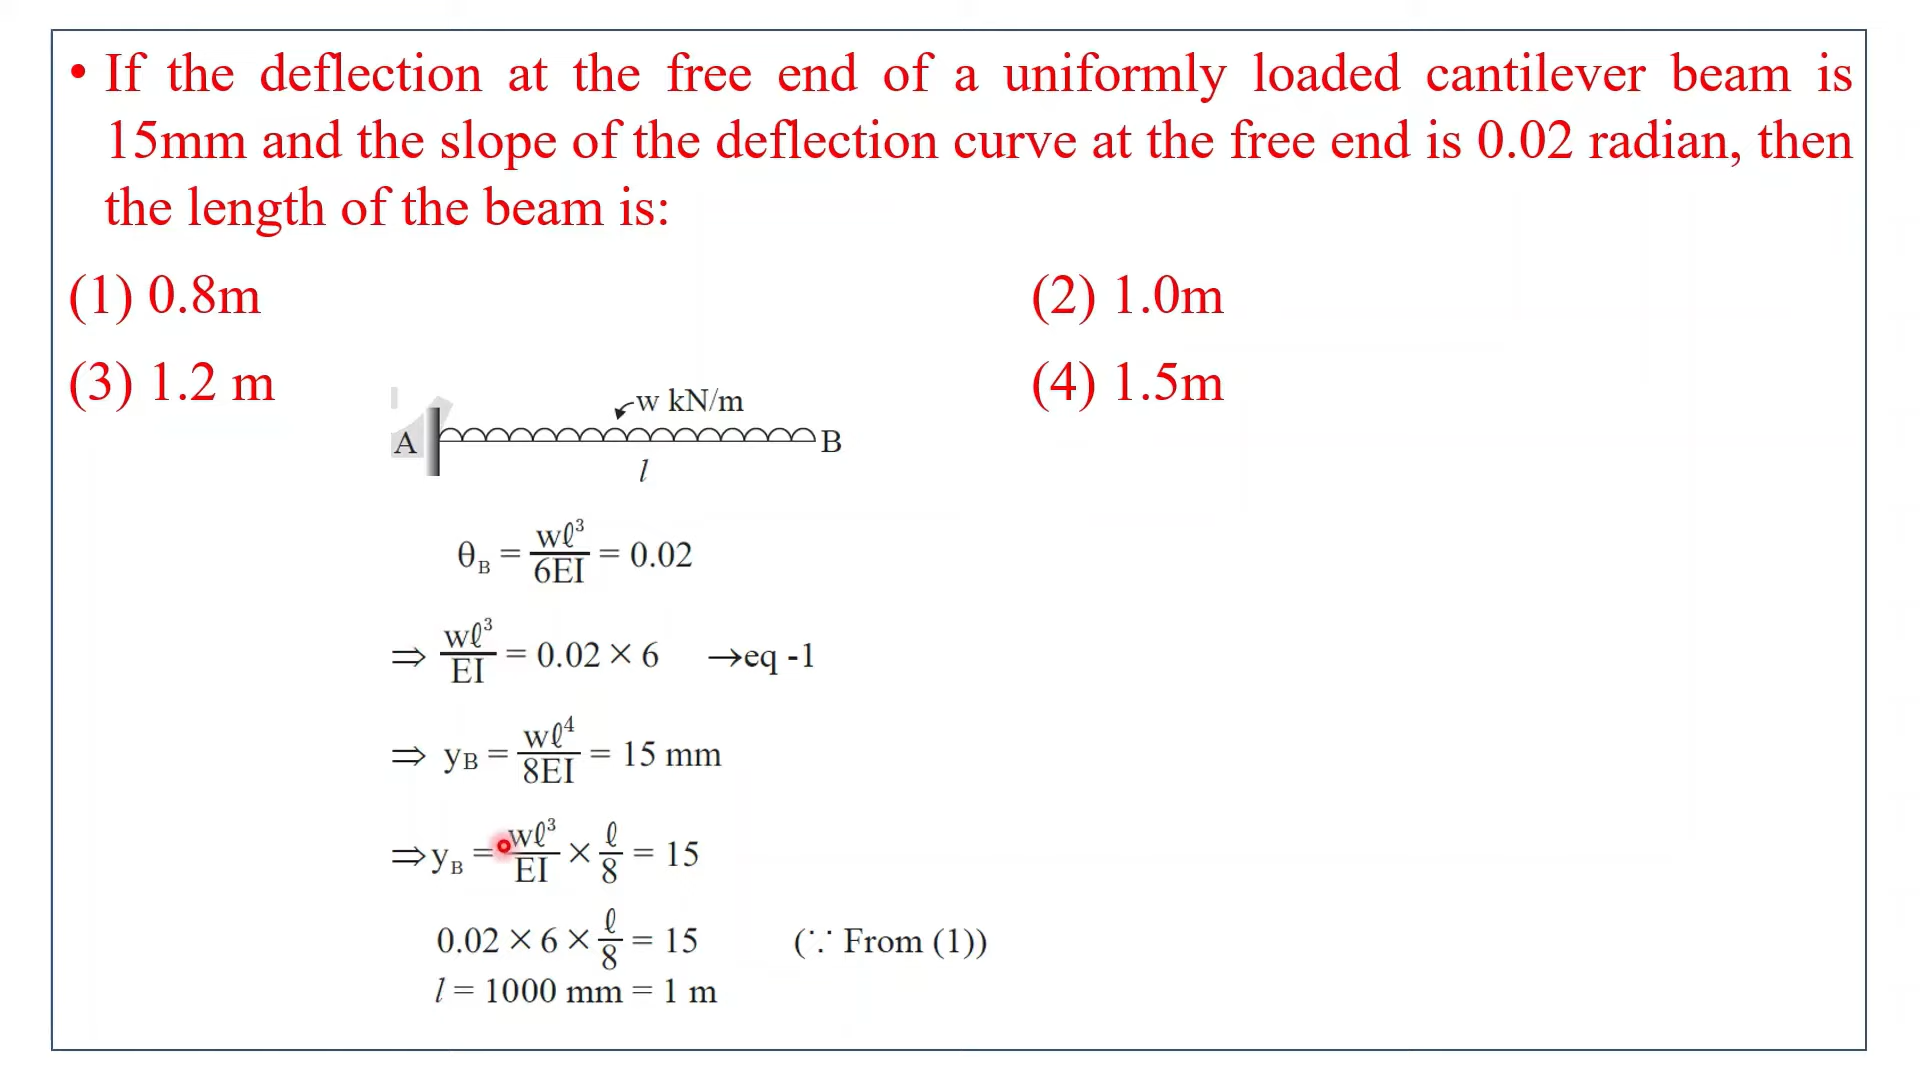 • If the deflection at the free end of a uniformly loaded cantilever beam is
15mm and the slope of the deflection curve at the free end is 0.02 radian, then
the length of the beam is:
(1) 0.8m (2) 1.0m
(3) 1.2 m (4) 1.5m
w kN/m
A B
l
θ_B = wℓ³/6EI = 0.02
⇒ wℓ³/EI = 0.02 × 6 →eq -1
⇒ y_B = wℓ⁴/8EI = 15 mm
⇒ y_B = wℓ³/EI × ℓ/8 = 15
0.02 × 6 × ℓ/8 = 15 (∵ From (1))
l = 1000 mm = 1 m